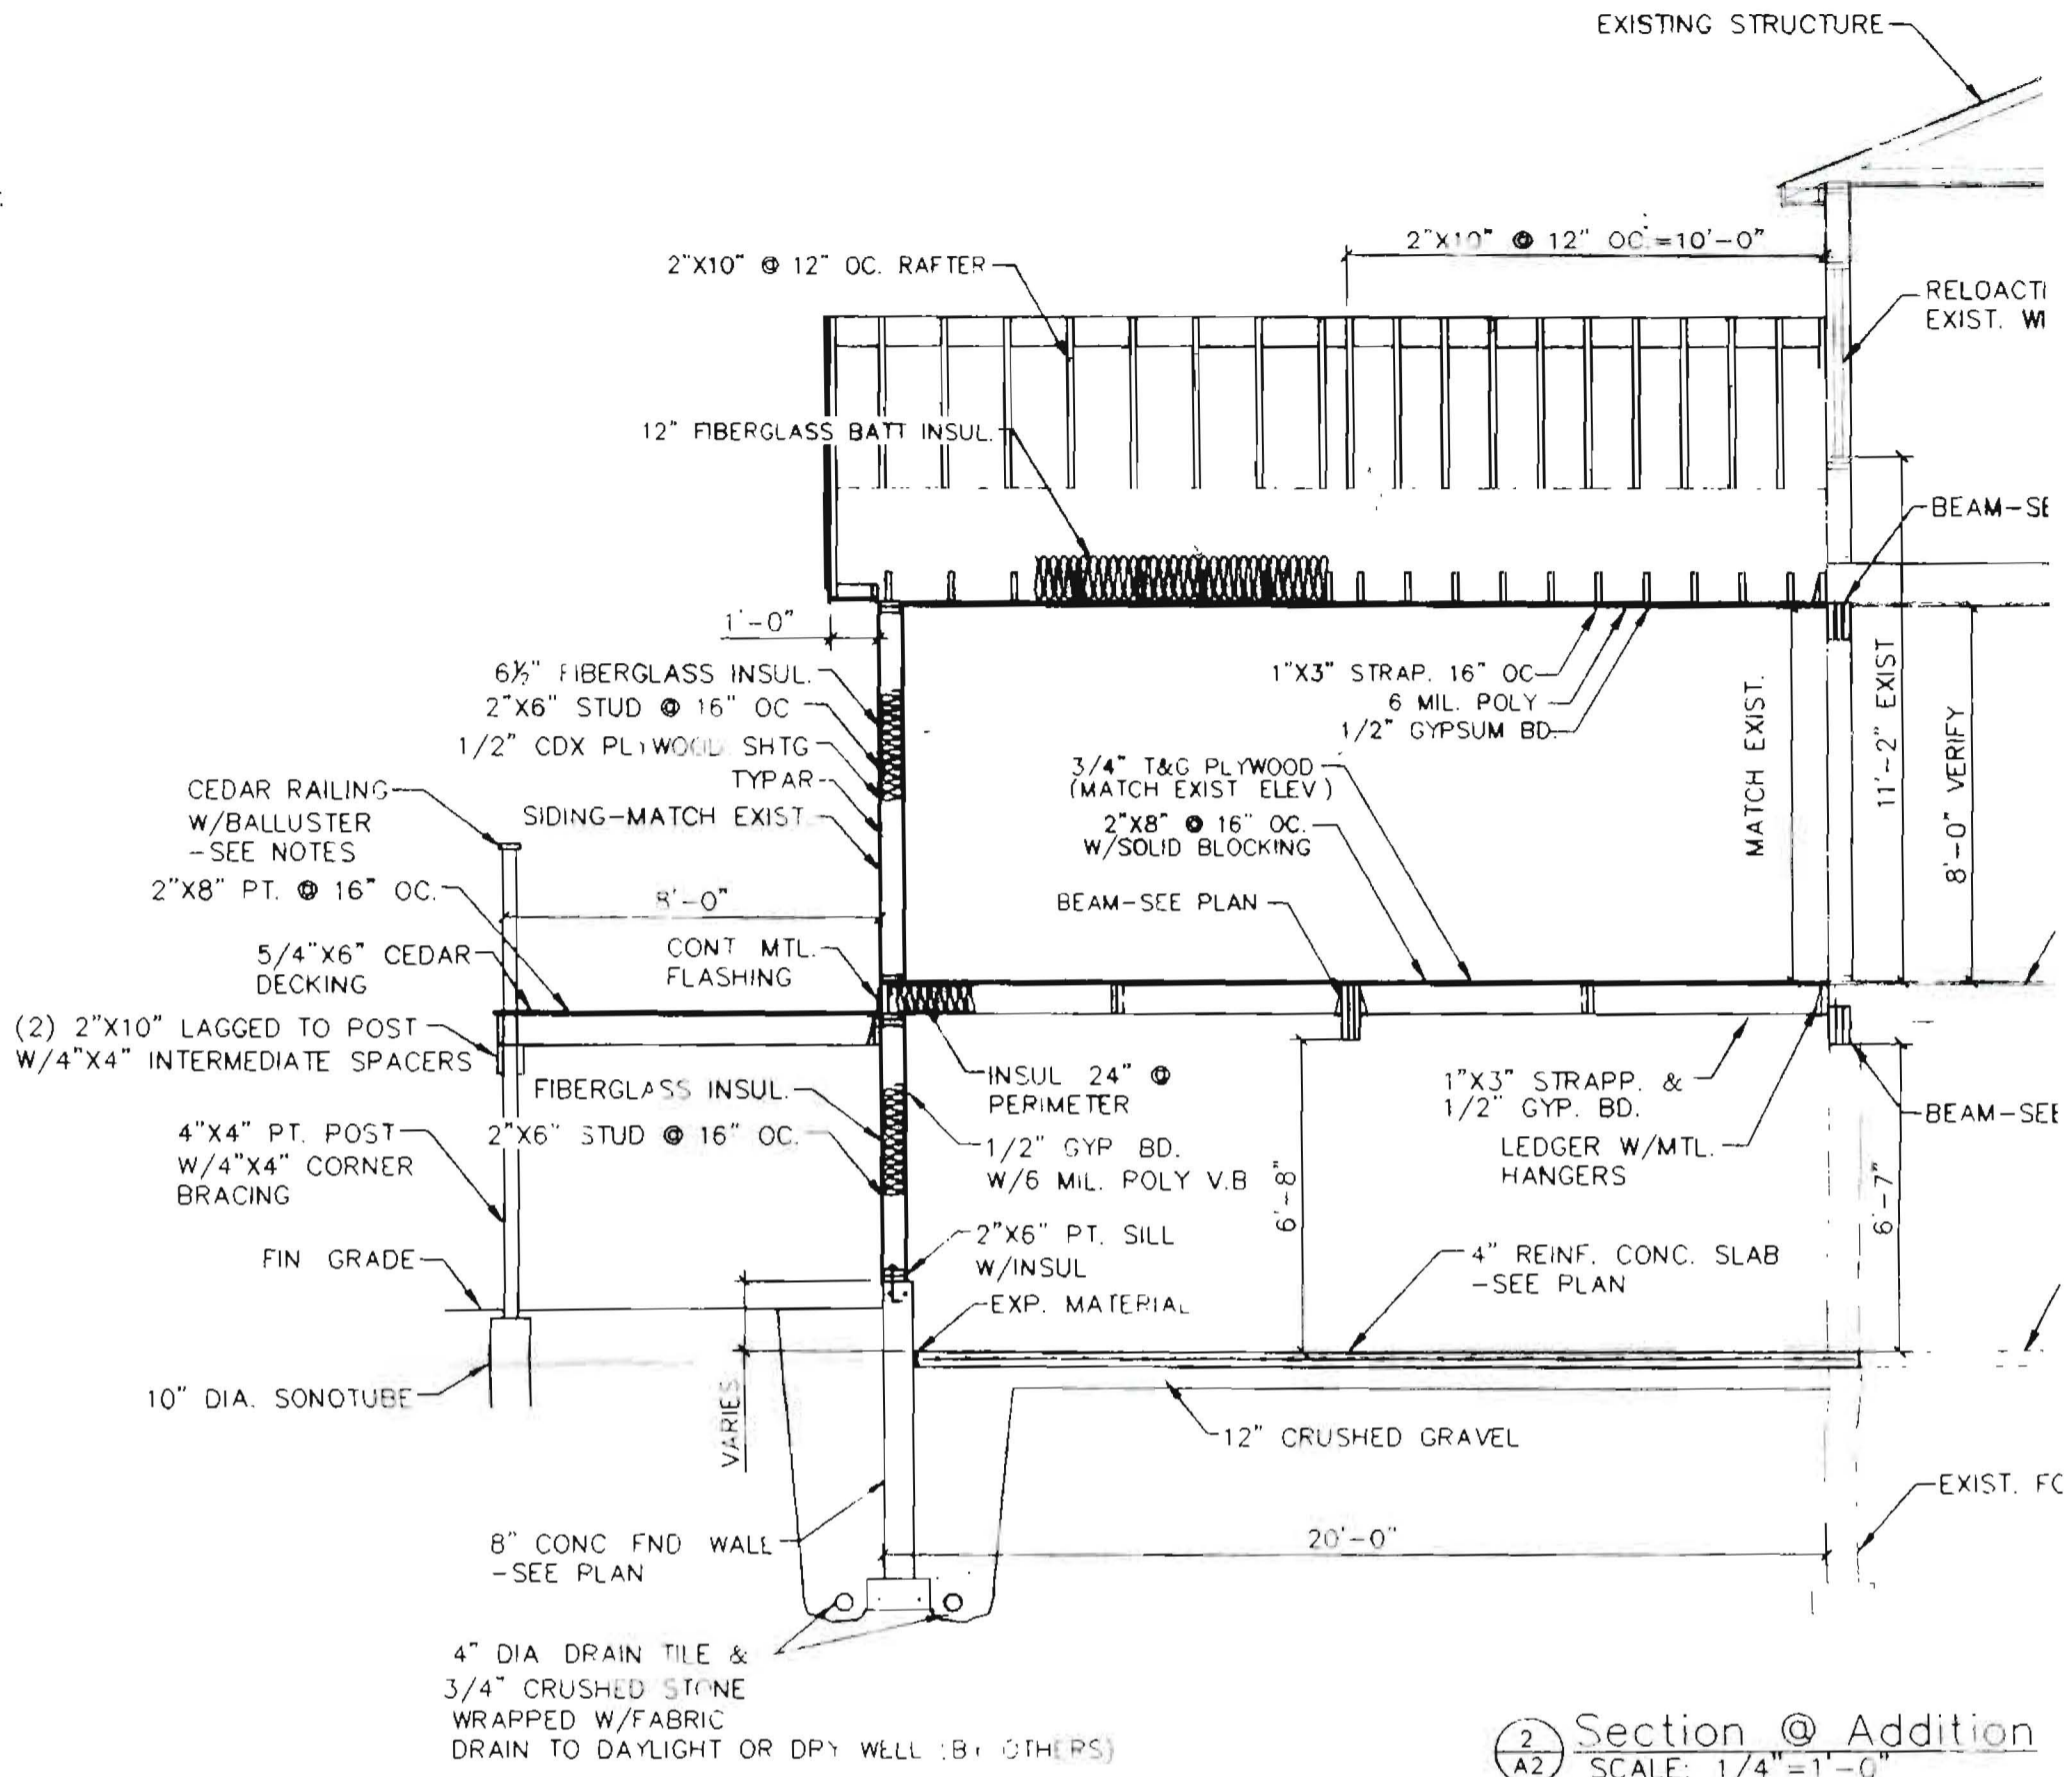 EXISTING STRUCTURE
2"X10" @ 12" OC.=10'-0"
2"X10" @ 12" OC. RAFTER
RELOACTI
EXIST. WI
12" FIBERGLASS BATT INSUL.
BEAM-SE
1'-0"
6½" FIBERGLASS INSUL.
2"X6" STUD @ 16" OC
1/2" CDX PLYWOOD SHTG
TYPAR
SIDING-MATCH EXIST.
1"X3" STRAP. 16" OC
6 MIL. POLY
1/2" GYPSUM BD.
MATCH EXIST.
11'-2" EXIST
8'-0" VERIFY
3/4" T&G PLYWOOD
(MATCH EXIST ELEV)
2"X8" @ 16" OC.
W/SOLID BLOCKING
BEAM-SEE PLAN
CEDAR RAILING
W/BALLUSTER
-SEE NOTES
2"X8" PT. @ 16" OC.
8'-0"
5/4"X6" CEDAR
DECKING
CONT MTL.
FLASHING
(2) 2"X10" LAGGED TO POST
W/4"X4" INTERMEDIATE SPACERS
FIBERGLASS INSUL.
2"X6" STUD @ 16" OC.
INSUL 24" @
PERIMETER
1/2" GYP BD.
W/6 MIL. POLY V.B
1"X3" STRAPP. &
1/2" GYP. BD.
LEDGER W/MTL.
HANGERS
BEAM-SEE
4"X4" PT. POST
W/4"X4" CORNER
BRACING
6'-8"
6'-7"
2"X6" PT. SILL
W/INSUL
EXP. MATERIAL
4" REINF. CONC. SLAB
-SEE PLAN
FIN GRADE
10" DIA. SONOTUBE
VARIES
12" CRUSHED GRAVEL
EXIST. FO
8" CONC FND WALL
-SEE PLAN
20'-0"
4" DIA DRAIN TILE &
3/4" CRUSHED STONE
WRAPPED W/FABRIC
DRAIN TO DAYLIGHT OR DRY WELL (BY OTHERS)
2
A2
Section @ Addition
SCALE: 1/4"=1'-0"